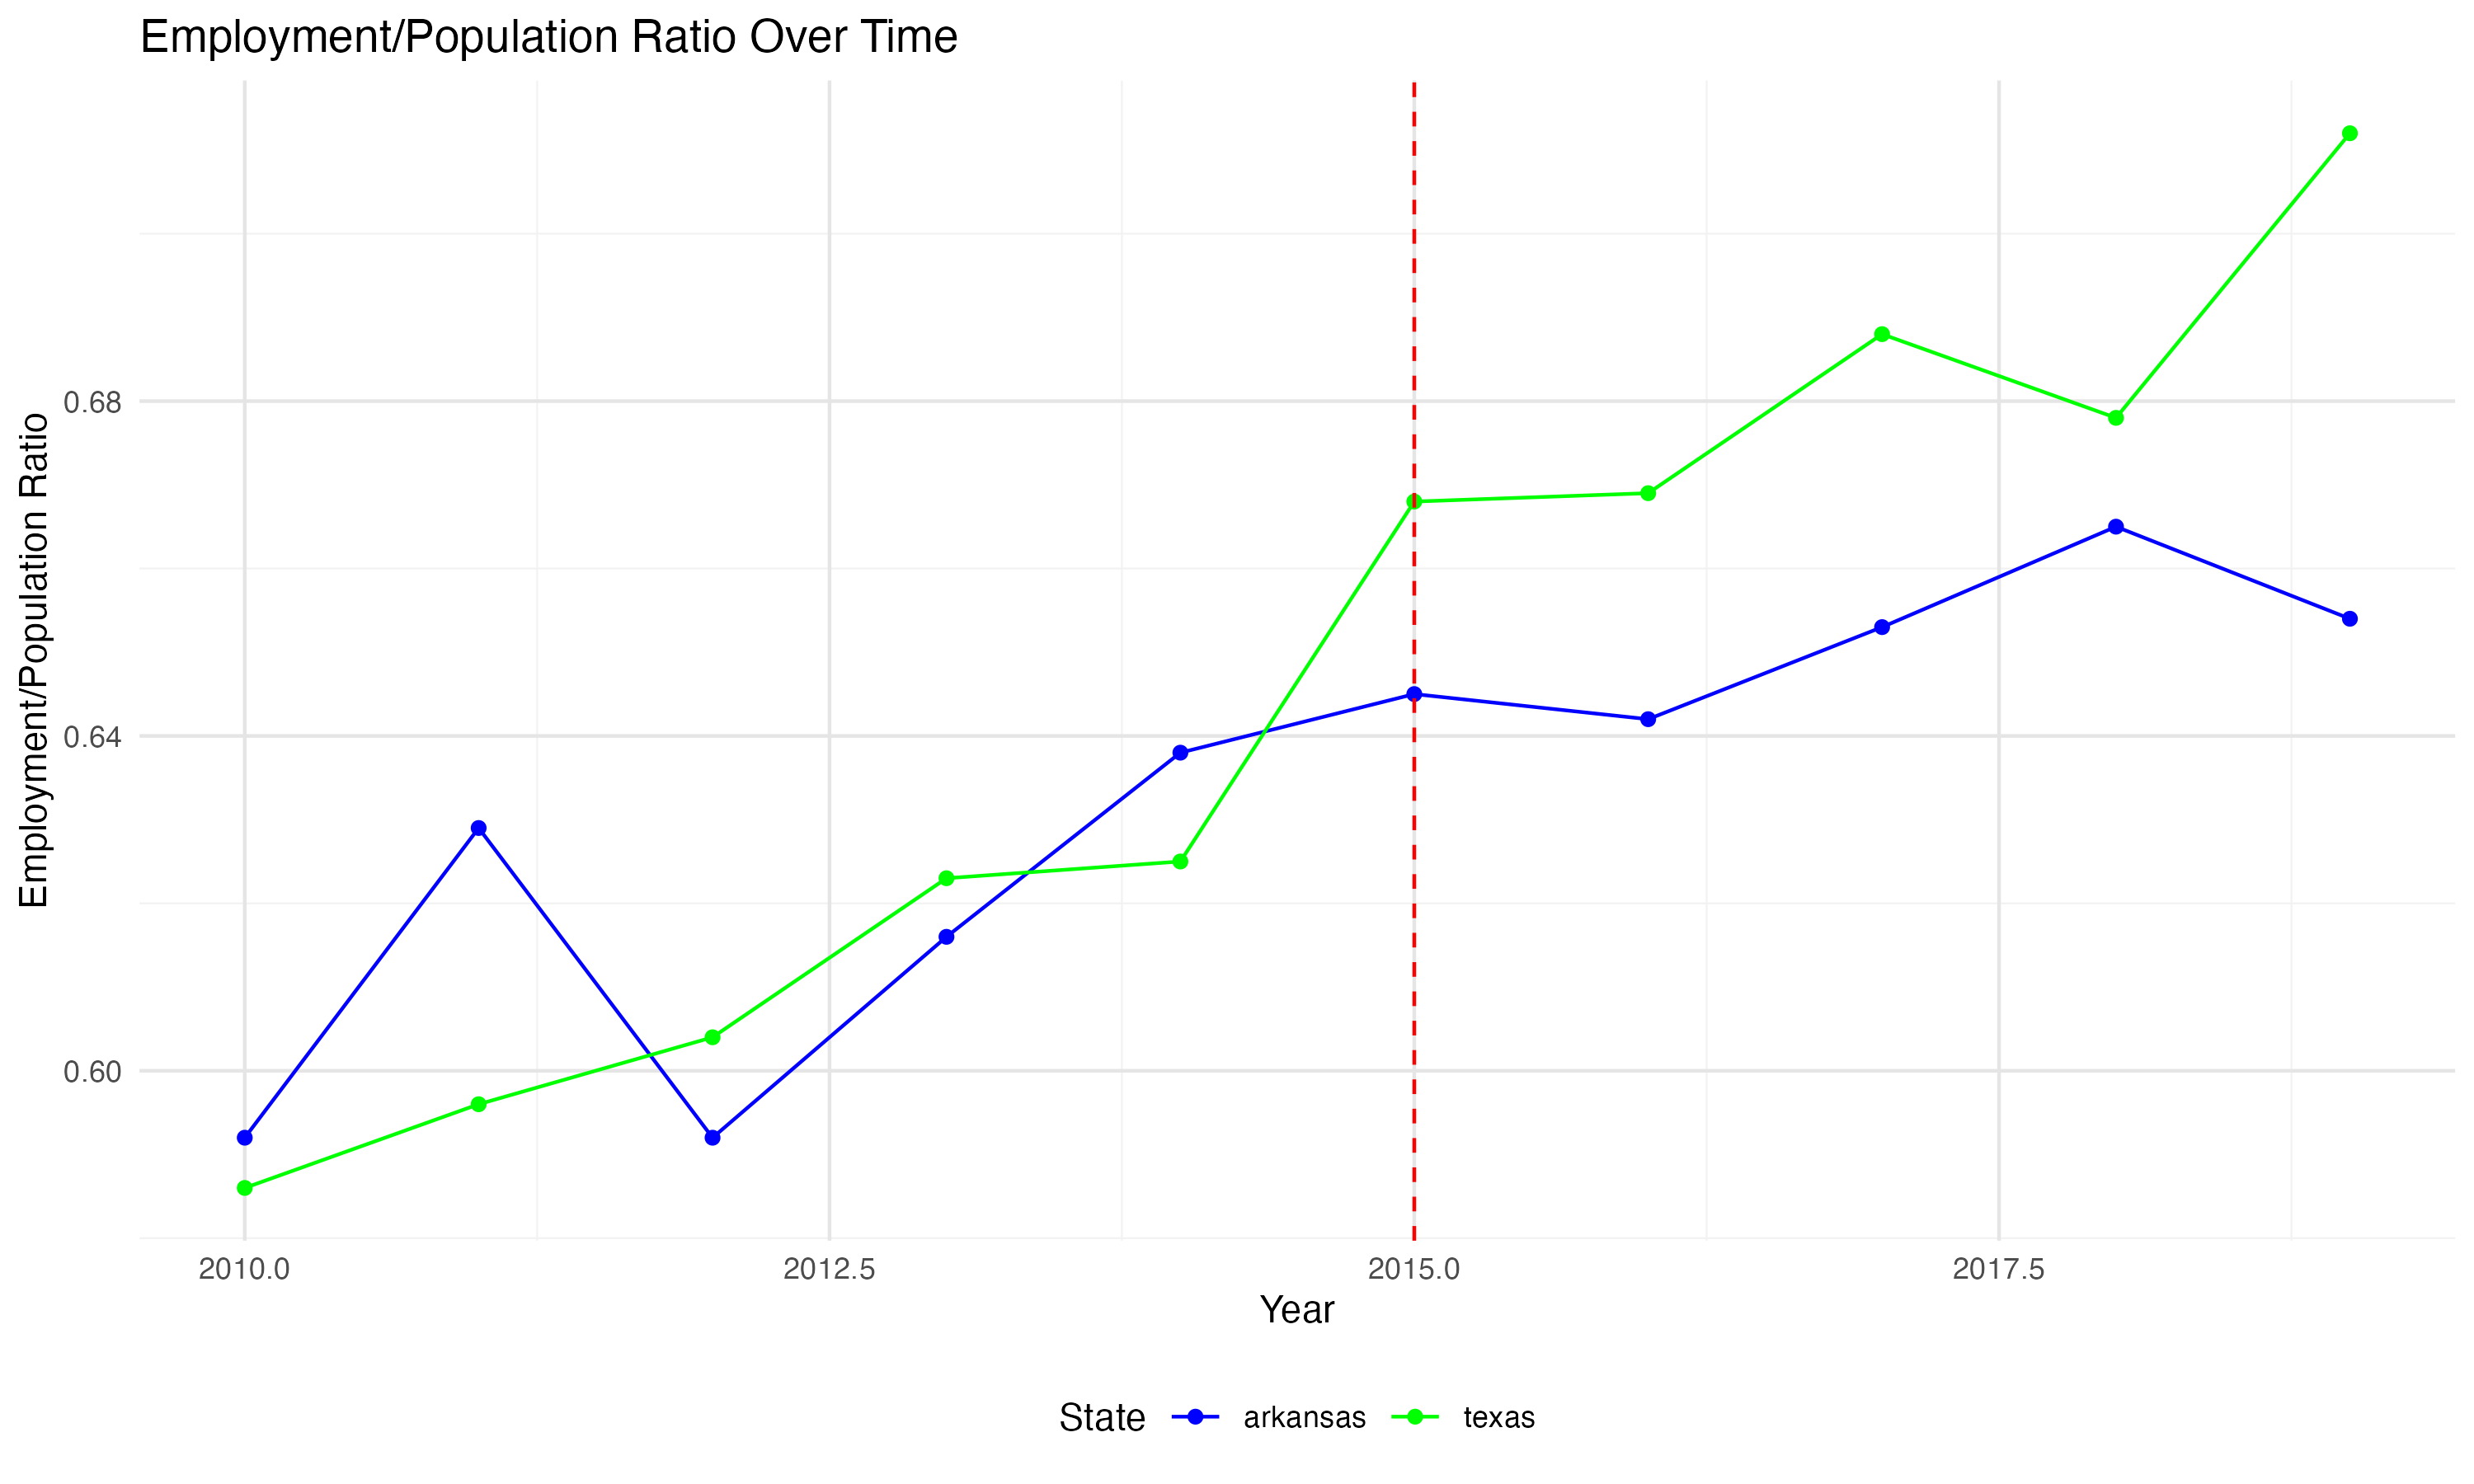 Employment/Population Ratio Over Time
Employment/Population Ratio
0.68
0.64
0.60
2010.0 2012.5 2015.0 2017.5
Year
State arkansas texas